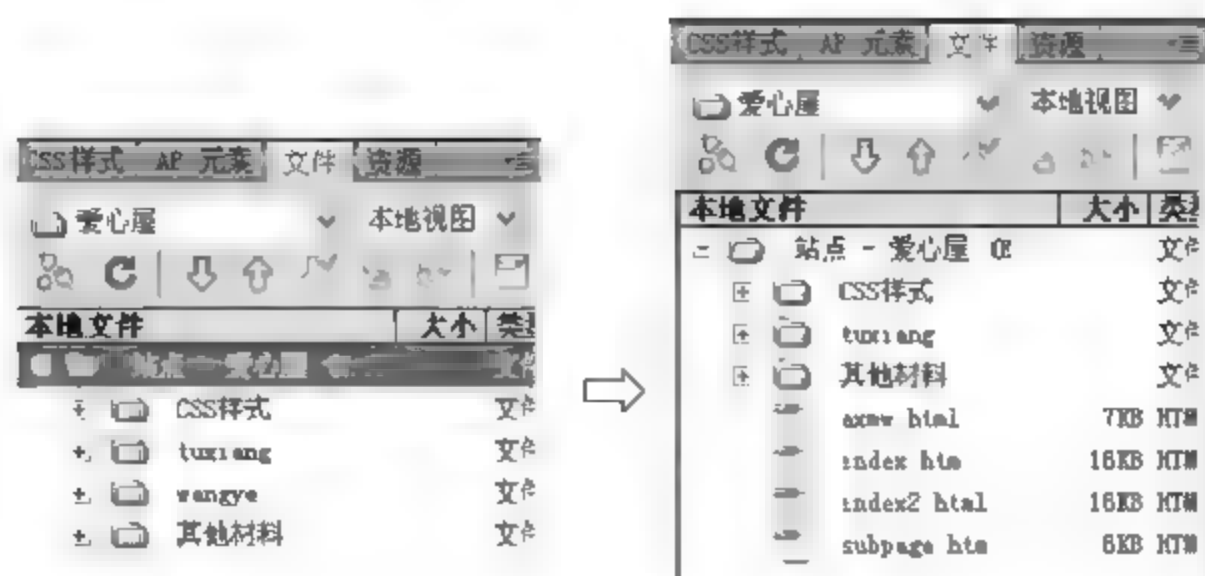 CSS样式 AP 元素 文件 资源
爱心屋 本地视图
本地文件 大小 类型
站点 - 爱心屋
CSS样式 文件
tuxiang 文件
wangye 文件
其他材料 文件
CSS样式 AP 元素 文件 资源
爱心屋 本地视图
本地文件 大小 类型
站点 - 爱心屋 文件
CSS样式 文件
tuxiang 文件
其他材料 文件
7KB HTM
index htm 16KB HTM
index2 html 16KB HTM
subpage htm 6KB HTM